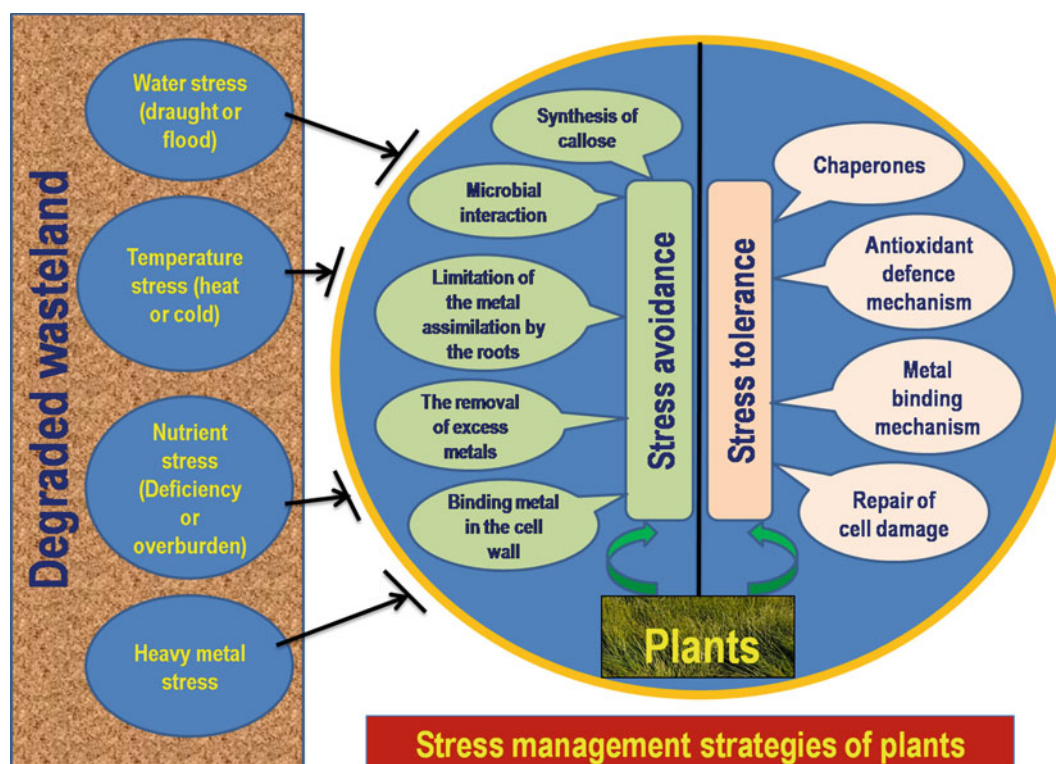 Degraded wasteland
Water stress
(draught or
flood)
Temperature
stress (heat
or cold)
Nutrient
stress
(Deficiency
or
overburden)
Heavy metal
stress
Synthesis of
callose
Microbial
interaction
Limitation of
the metal
assimilation by
the roots
The removal
of excess
metals
Binding metal
in the cell
wall
Stress avoidance
Stress tolerance
Chaperones
Antioxidant
defence
mechanism
Metal
binding
mechanism
Repair of
cell damage
Plants
Stress management strategies of plants